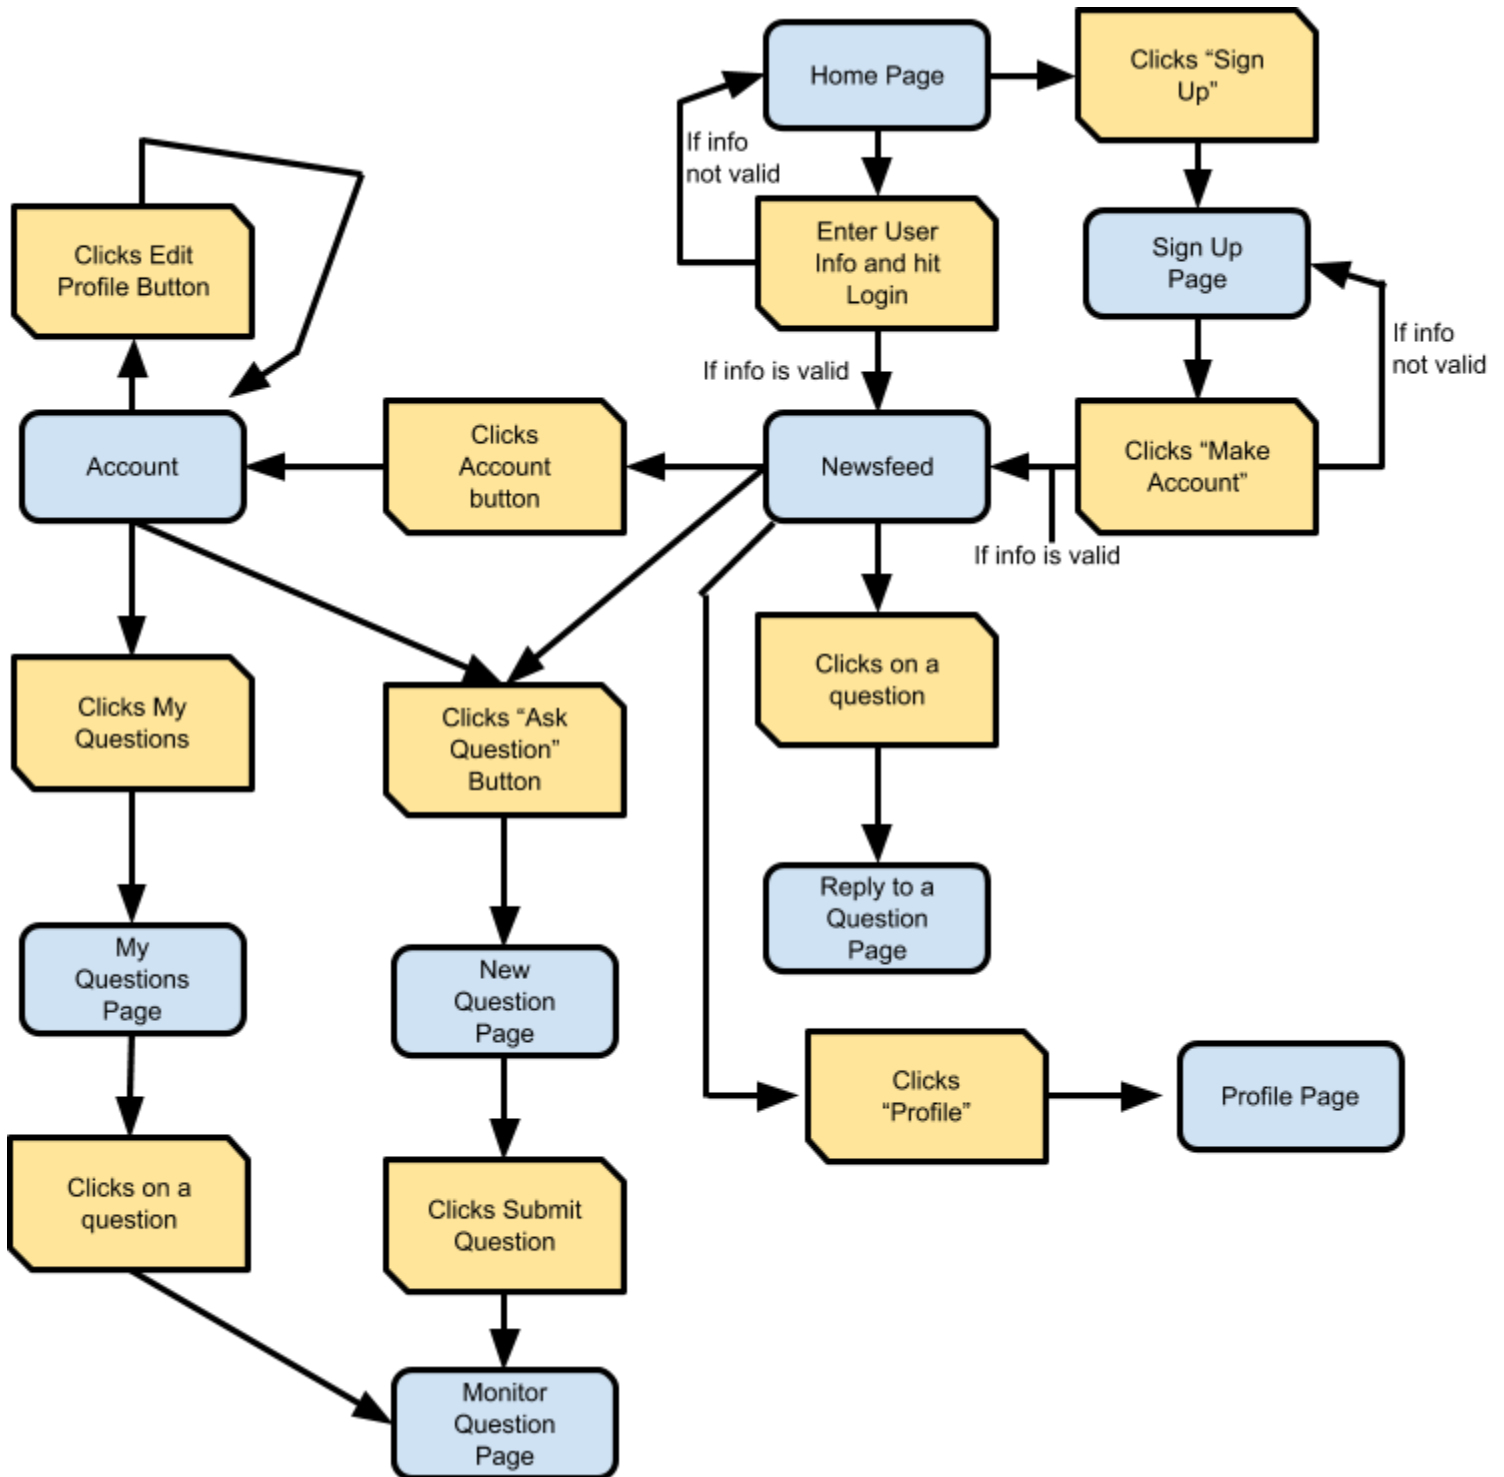 Home Page
Clicks “Sign
Up”
If info
not valid
Enter User
Info and hit
Login
Sign Up
Page
Clicks Edit
Profile Button
If info
not valid
If info is valid
Account
Clicks
Account
button
Newsfeed
Clicks “Make
Account”
If info is valid
Clicks My
Questions
Clicks “Ask
Question”
Button
Clicks on a
question
My
Questions
Page
New
Question
Page
Reply to a
Question
Page
Clicks
“Profile”
Profile Page
Clicks on a
question
Clicks Submit
Question
Monitor
Question
Page